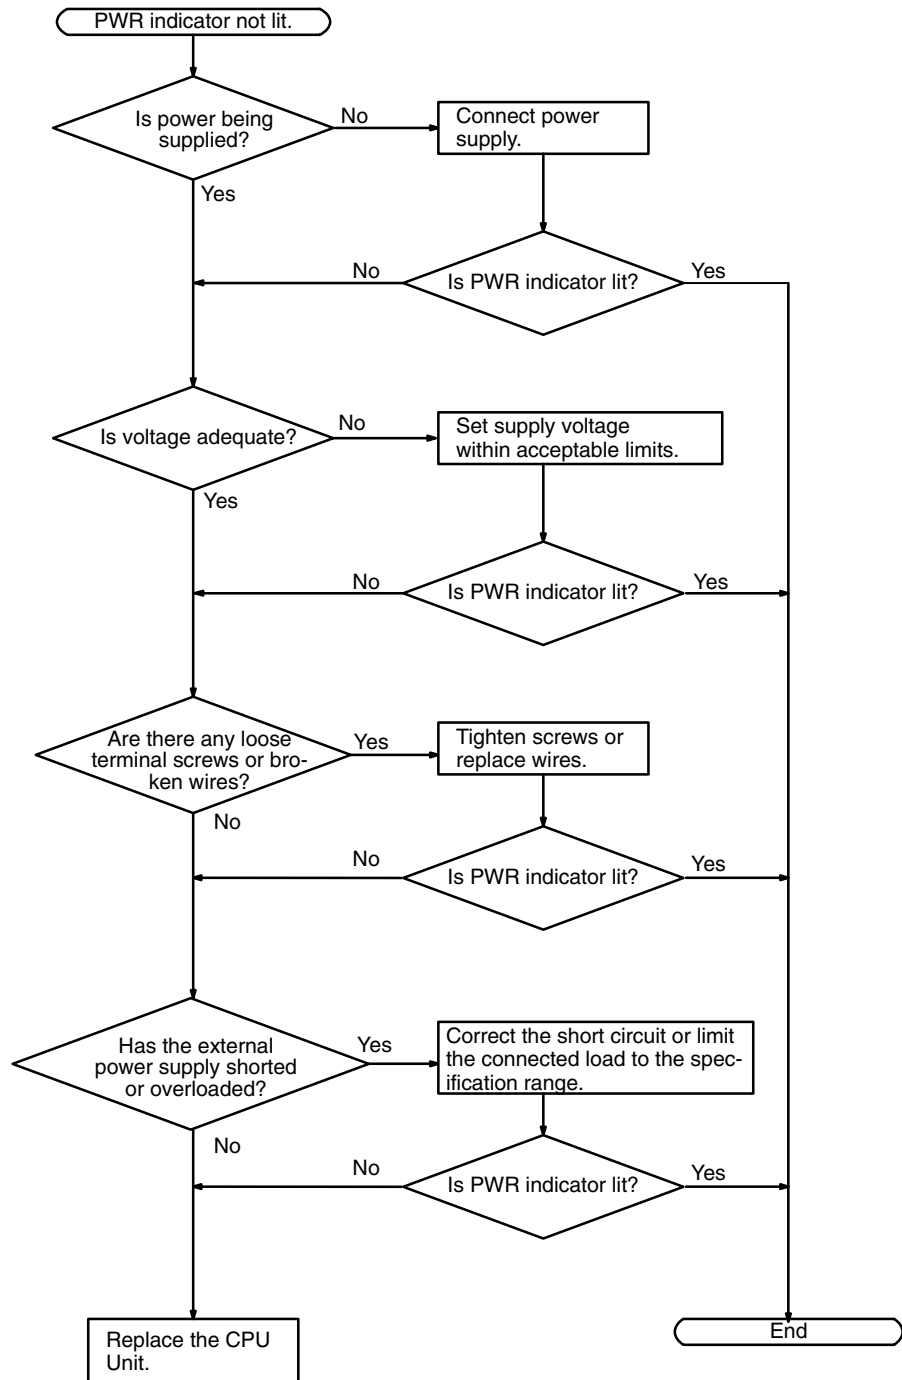 PWR indicator not lit.
Is power being
supplied?
No
Connect power
supply.
Yes
No
Is PWR indicator lit?
Yes
Is voltage adequate?
No
Set supply voltage
within acceptable limits.
Yes
No
Is PWR indicator lit?
Yes
Are there any loose
terminal screws or bro-
ken wires?
Yes
Tighten screws or
replace wires.
No
No
Is PWR indicator lit?
Yes
Has the external
power supply shorted
or overloaded?
Yes
Correct the short circuit or limit
the connected load to the spec-
ification range.
No
No
Is PWR indicator lit?
Yes
Replace the CPU
Unit.
End